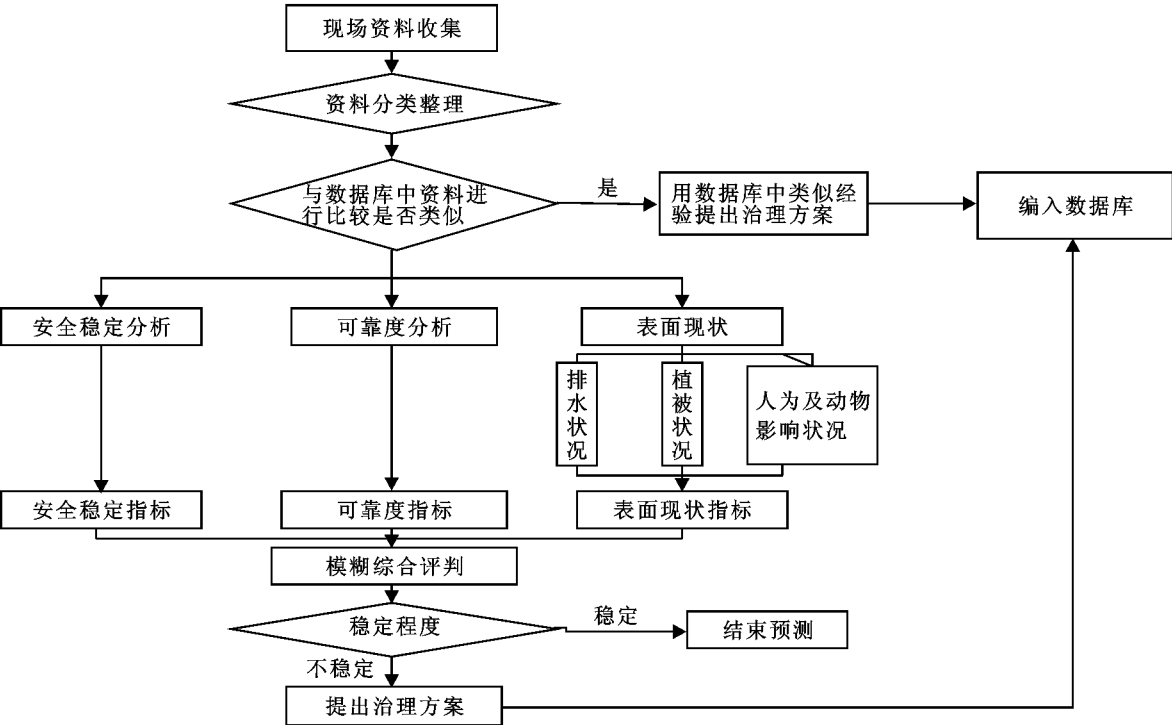 现场资料收集
资料分类整理
与数据库中资料进
行比较是否类似
是
用数据库中类似经
验提出治理方案
编入数据库
安全稳定分析
可靠度分析
表面现状
排水状况
植被状况
人为及动物
影响状况
安全稳定指标
可靠度指标
表面现状指标
模糊综合评判
稳定程度
稳定
结束预测
不稳定
提出治理方案